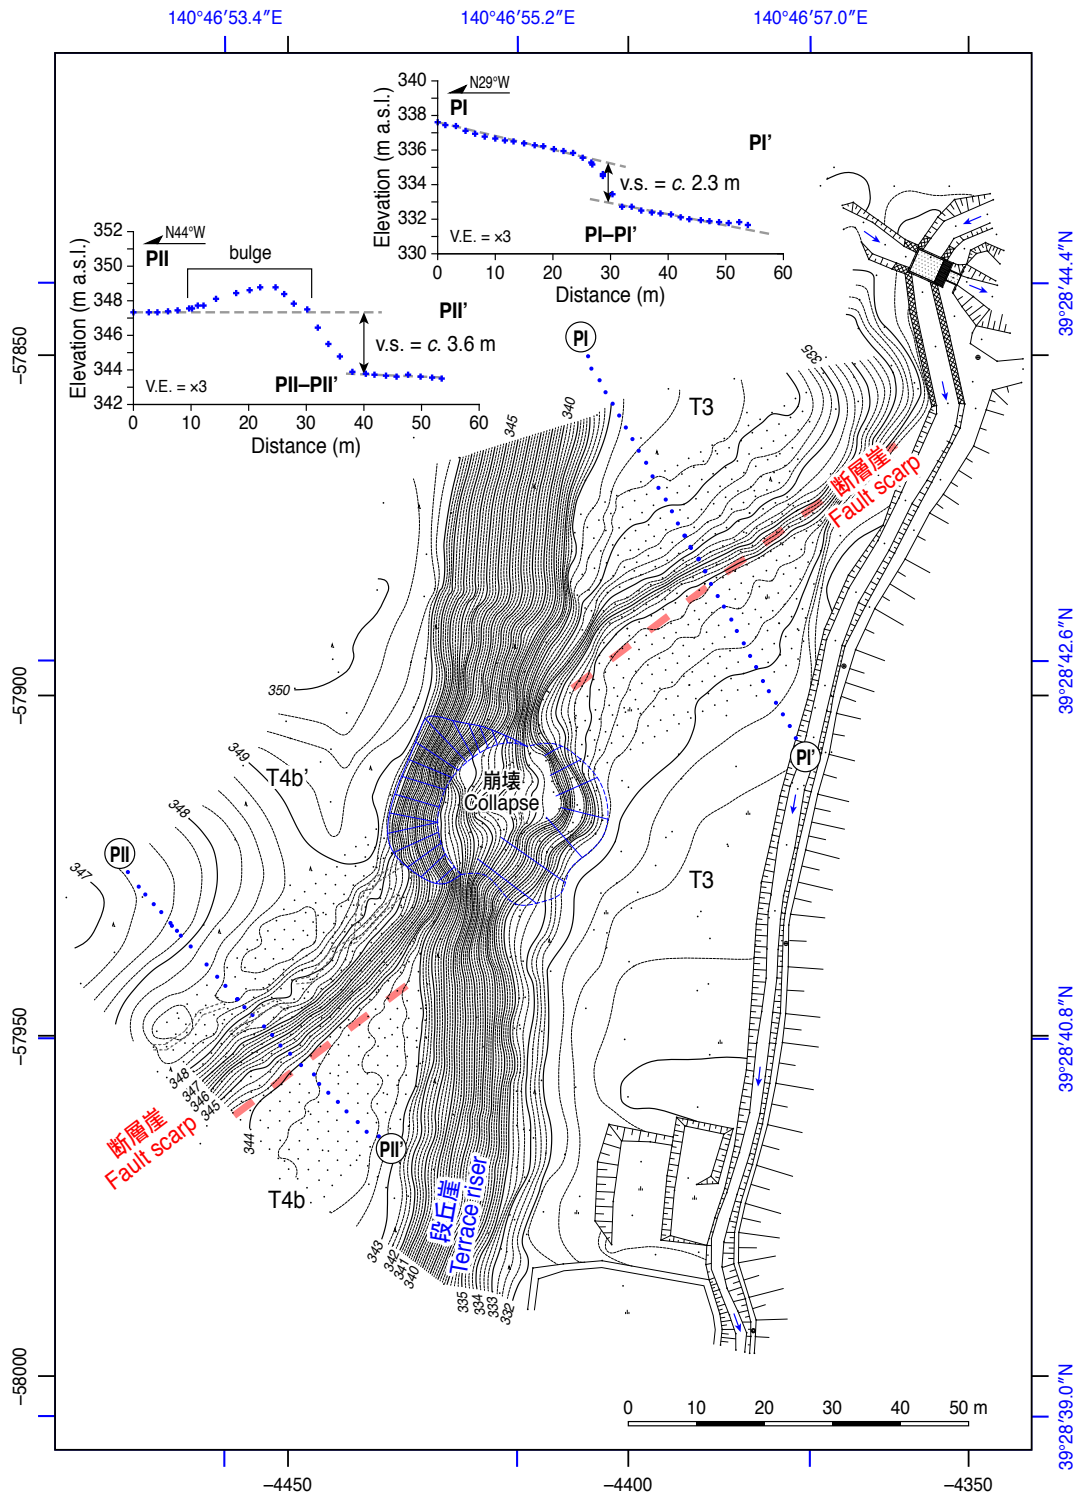 140°46′53.4″E
140°46′55.2″E
140°46′57.0″E
340
338
336
334
332
330
Elevation (m a.s.l.)
N29°W
PI
PI’
v.s. = c. 2.3 m
V.E. = ×3
PI–PI’
0
10
20
30
40
50
60
Distance (m)
352
350
348
346
344
342
Elevation (m a.s.l.)
N44°W
PII
bulge
PII’
v.s. = c. 3.6 m
V.E. = ×3
PII–PII’
0
10
20
30
40
50
60
Distance (m)
39°28′44.4″N
–57850
PI
335
T3
340
345
断層崖
Fault scarp
39°28′42.6″N
–57900
350
349
T4b’
348
347
崩壊
Collapse
PI’
PII
T3
–57950
39°28′40.8″N
348
347
346
345
344
断層崖
Fault scarp
PII’
T4b
段丘崖
Terrace riser
343
342
341
340
335
334
333
332
–58000
39°28′39.0″N
0
10
20
30
40
50 m
–4450
–4400
–4350